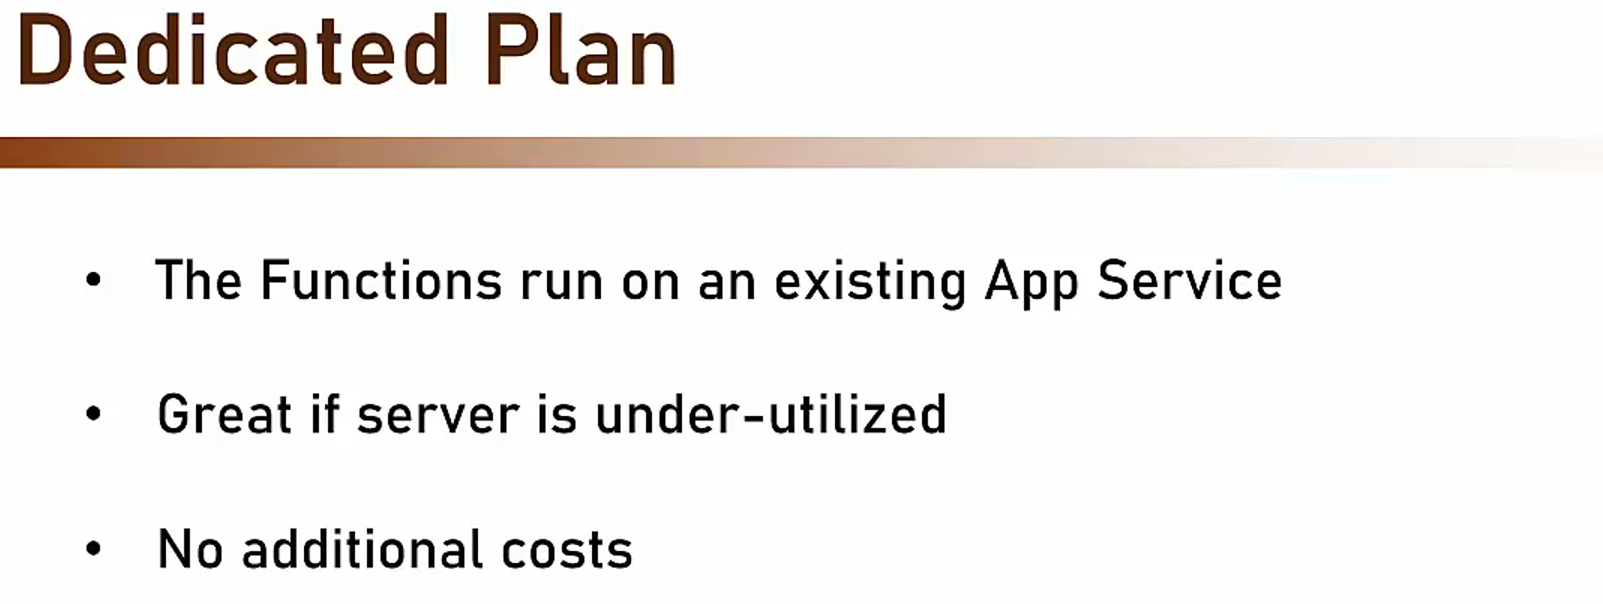 Dedicated Plan
• The Functions run on an existing App Service
• Great if server is under-utilized
• No additional costs